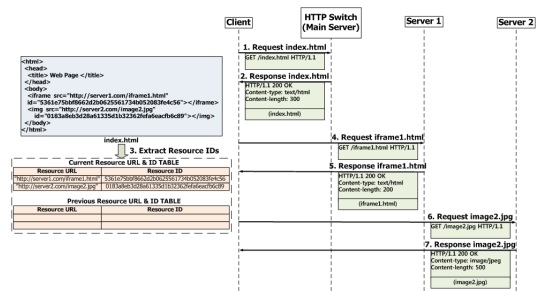 Client
HTTP Switch
(Main Server)
Server 1
Server 2
1. Request index.html
GET /index.html HTTP/1.1
2. Response index.html
HTTP/1.1 200 OK
Content-type: text/html
Content-length: 300
(index.html)
<html>
<head>
<title> Web Page </title>
</head>
<body>
<iframe src="http://server1.com/iframe1.html"
id="5361e75bbf8662d2b0625561734b052083fe4c56"></iframe>
<img src="http://server2.com/image2.jpg"
id="0183a8eb3d28a61335d1b32362fefa6eacfb6c89"></img>
</body>
</html>
index.html
3. Extract Resource IDs
Current Resource URL & ID TABLE
Resource URL Resource ID
"http://server1.com/iframe1.html" 5361e75bbf8662d2b0625561734b052083fe4c56
"http://server2.com/image2.jpg" 0183a8eb3d28a61335d1b32362fefa6eacfb6c89
Previous Resource URL & ID TABLE
Resource URL Resource ID
4. Request iframe1.html
GET /iframe1.html HTTP/1.1
5. Response iframe1.html
HTTP/1.1 200 OK
Content-type: text/html
Content-length: 200
(iframe1.html)
6. Request image2.jpg
GET /image2.jpg HTTP/1.1
7. Response image2.jpg
HTTP/1.1 200 OK
Content-type: image/jpeg
Content-length: 500
(image2.jpg)